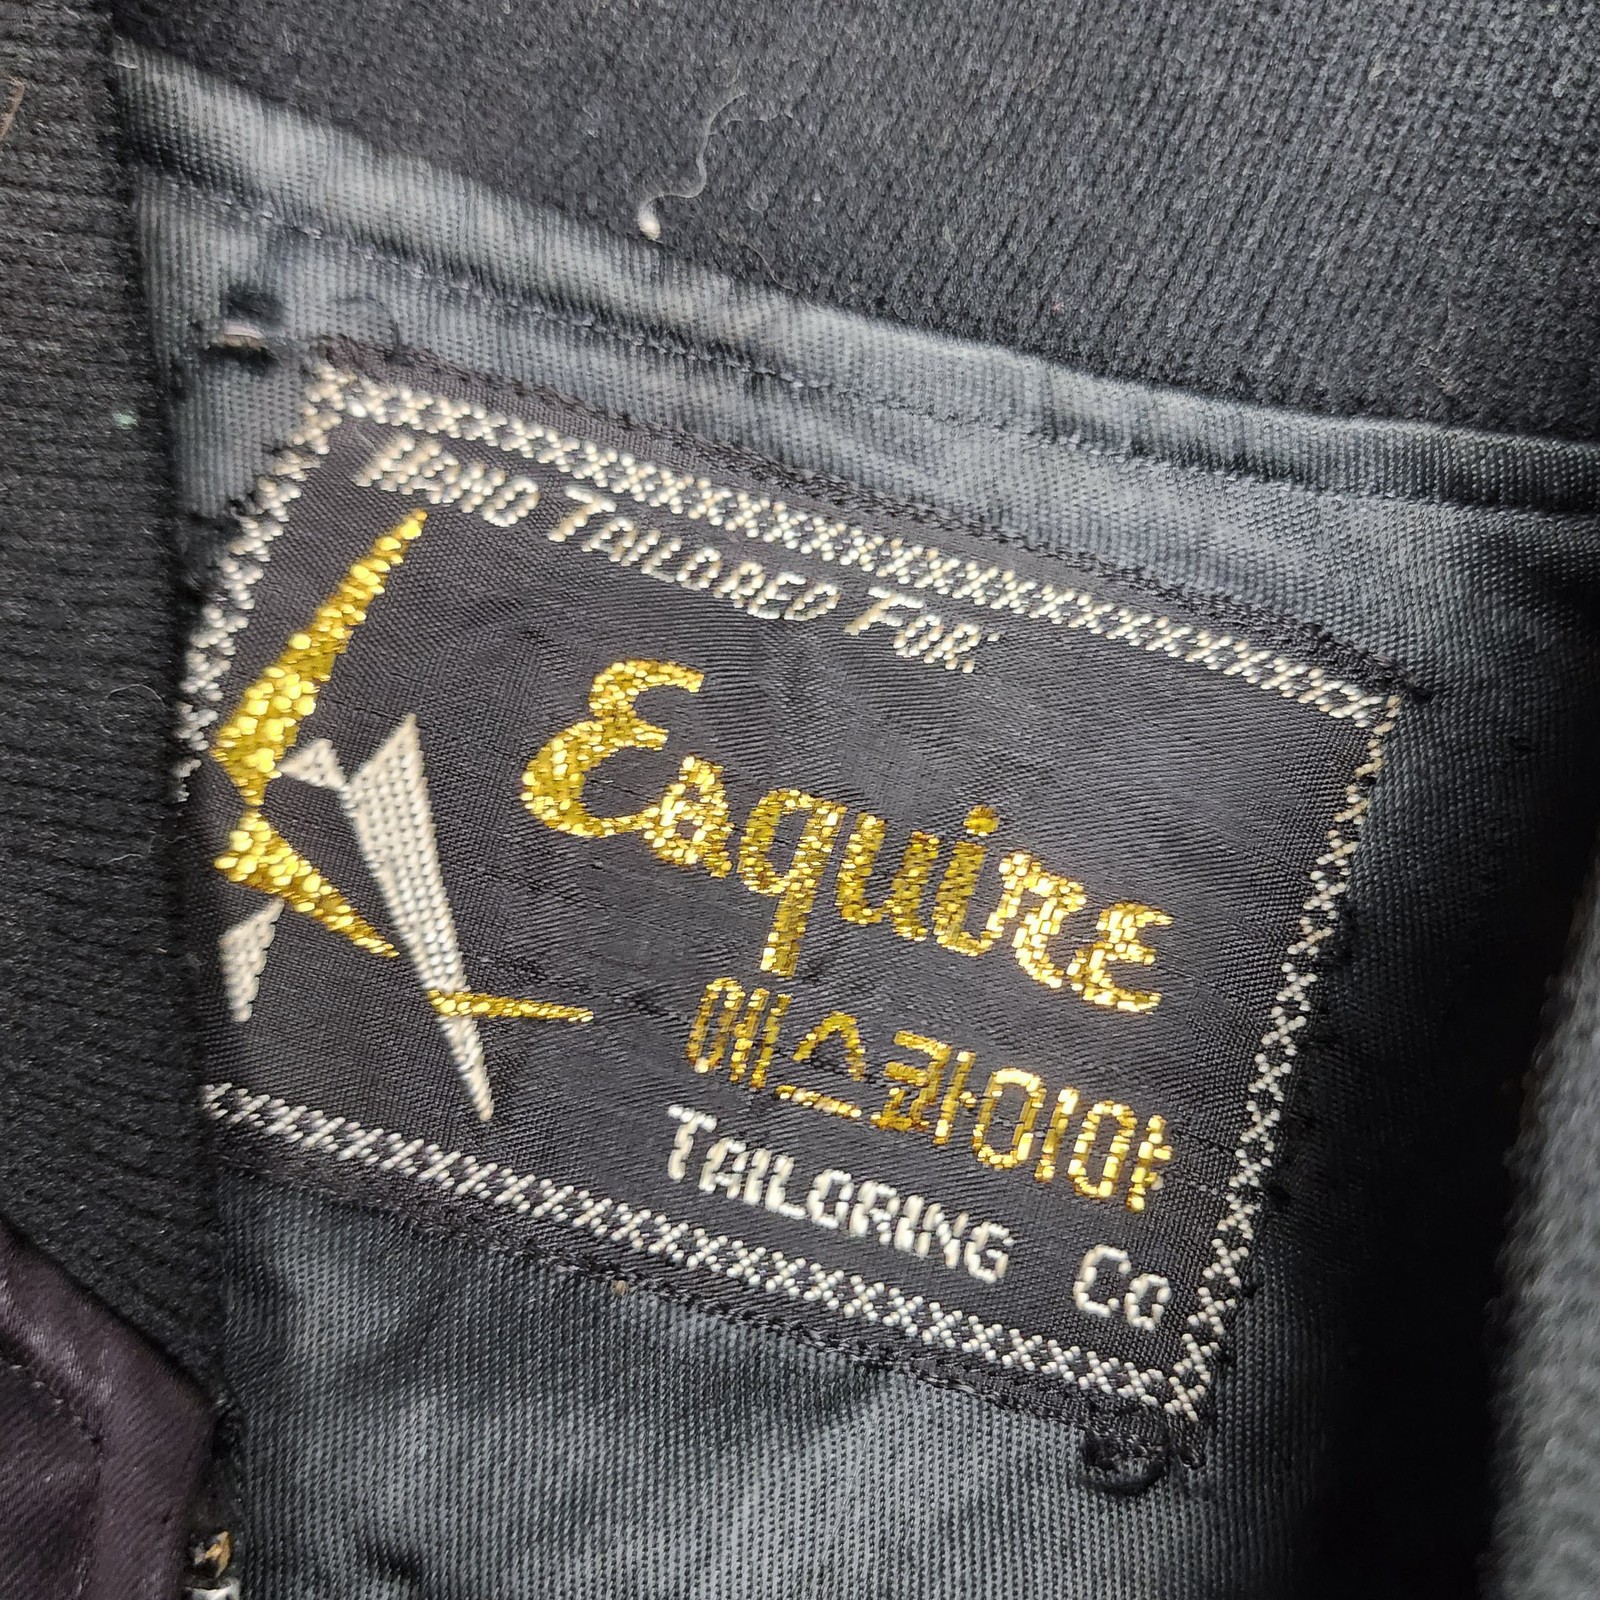 HAND TAILORED FOR:
Esquire
에스콰이아
TAILORING CO